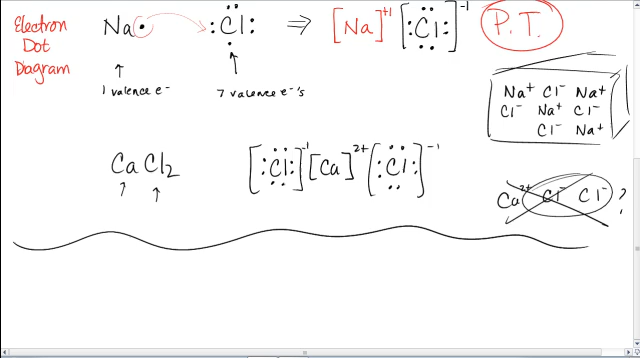 Electron
Dot
Diagram
Na• Cl ⇒ [Na]+1 [Cl]-1
P.T.
1 valence e-
7 valence e-'s
Na+ Cl- Na+
Cl- Na+ Cl-
Cl- Na+
CaCl2
[Cl]-1 [Ca]2+ [Cl]-1
Ca2+ Cl- Cl- ?